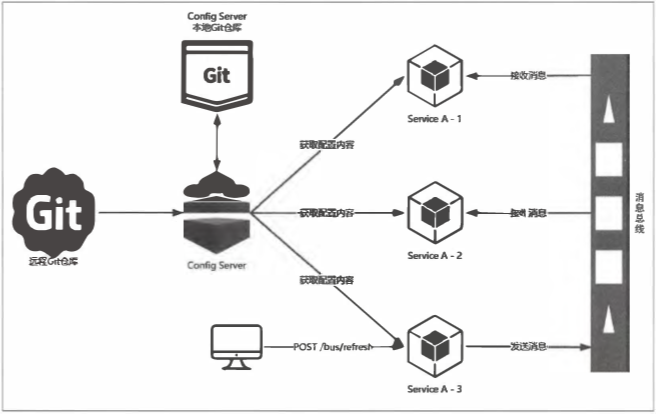 Config Server
本地Git仓库
Git
获取配置内容
Service A - 1
接收消息
Git
远程Git仓库
Config Server
获取配置内容
Service A - 2
消息
消息总线
获取配置内容
POST /bus/refresh
Service A - 3
发送消息